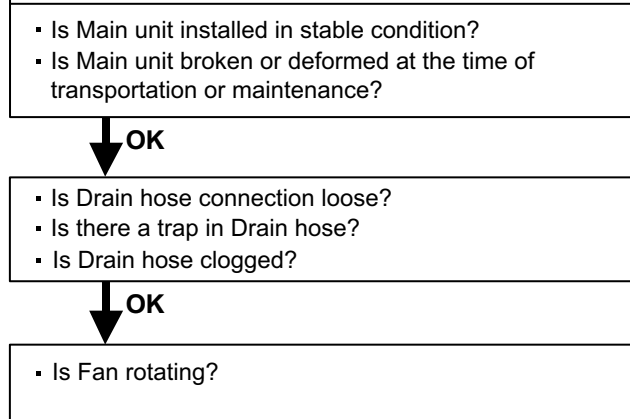 ▪ Is Main unit installed in stable condition?
▪ Is Main unit broken or deformed at the time of
transportation or maintenance?
OK
▪ Is Drain hose connection loose?
▪ Is there a trap in Drain hose?
▪ Is Drain hose clogged?
OK
▪ Is Fan rotating?